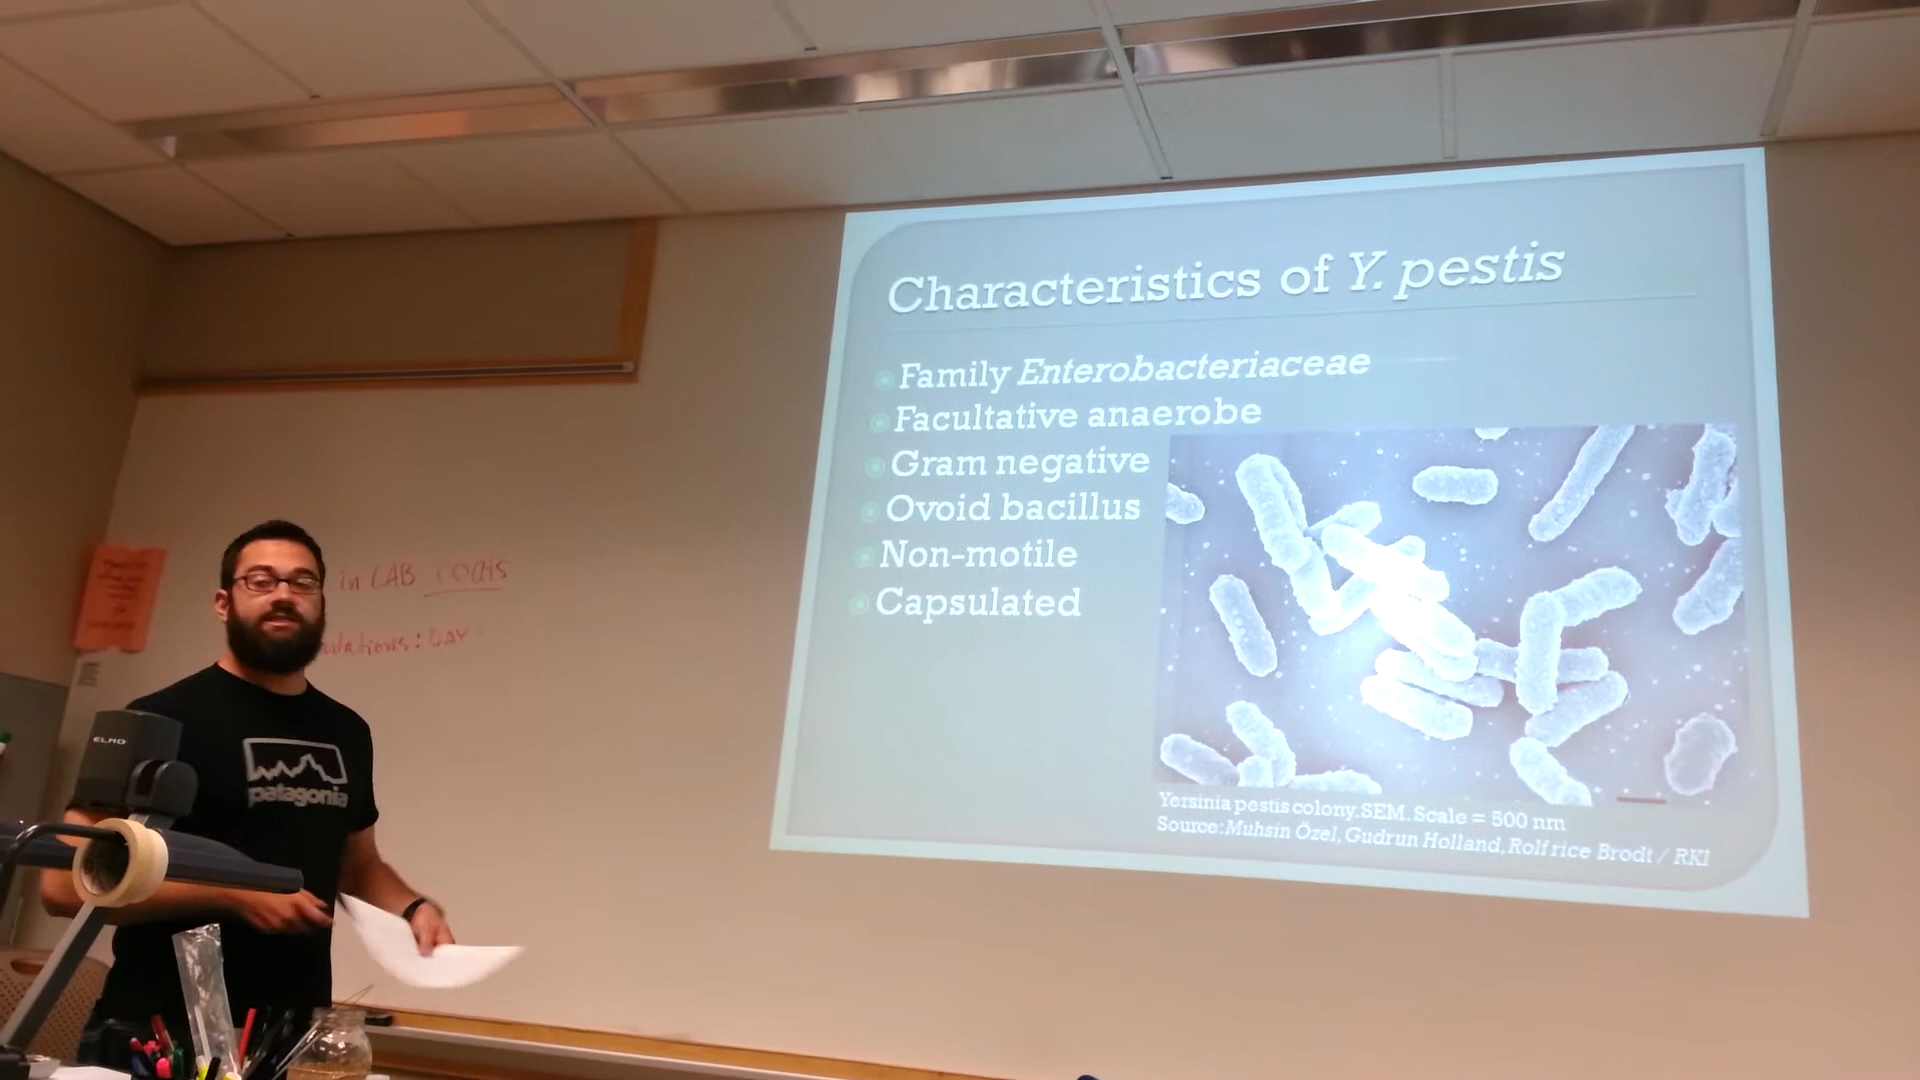 Characteristics of Y. pestis
Family Enterobacteriaceae
Facultative anaerobe
Gram negative
Ovoid bacillus
Non-motile
Capsulated
Yersinia pestis colony. SEM. Scale = 500 nm
Source: Muhsin Özel, Gudrun Holland, Rolf rice Brodt / RKI
in LAB coats
: DAY
ELMO
patagonia